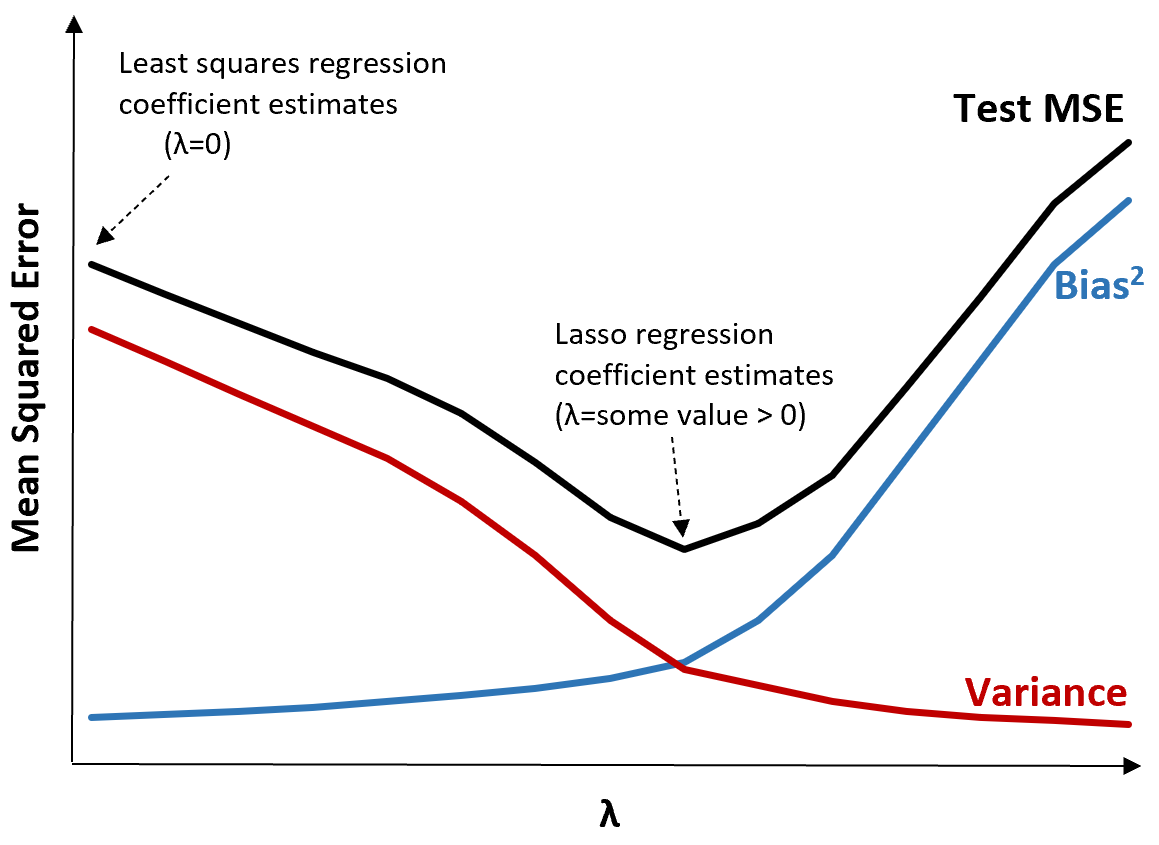 Least squares regression
coefficient estimates
(λ=0)
Test MSE
Mean Squared Error
Bias²
Lasso regression
coefficient estimates
(λ=some value > 0)
Variance
λ